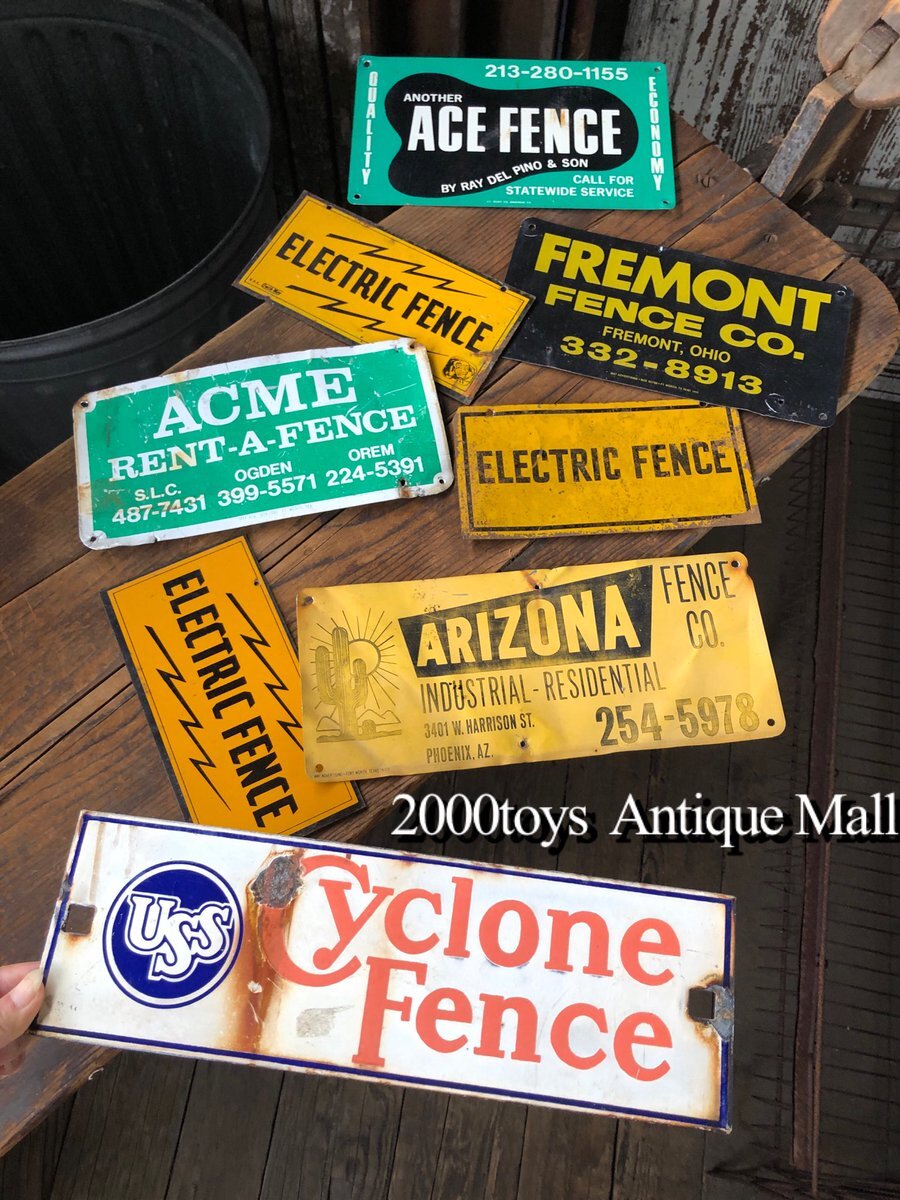 213-280-1155
QUALITY
ANOTHER
ACE FENCE
BY RAY DEL PINO & SON
CALL FOR
STATEWIDE SERVICE
ECONOMY
ELECTRIC FENCE
FREMONT
FENCE CO.
FREMONT, OHIO
332-8913
ACME
RENT-A-FENCE
S.L.C. OGDEN OREM
487-7431 399-5571 224-5391
ELECTRIC FENCE
ELECTRIC FENCE
ARIZONA FENCE
CO.
INDUSTRIAL-RESIDENTIAL
3401 W. HARRISON ST.
PHOENIX, AZ.
254-5978
2000toys Antique Mall
USS
Cyclone
Fence